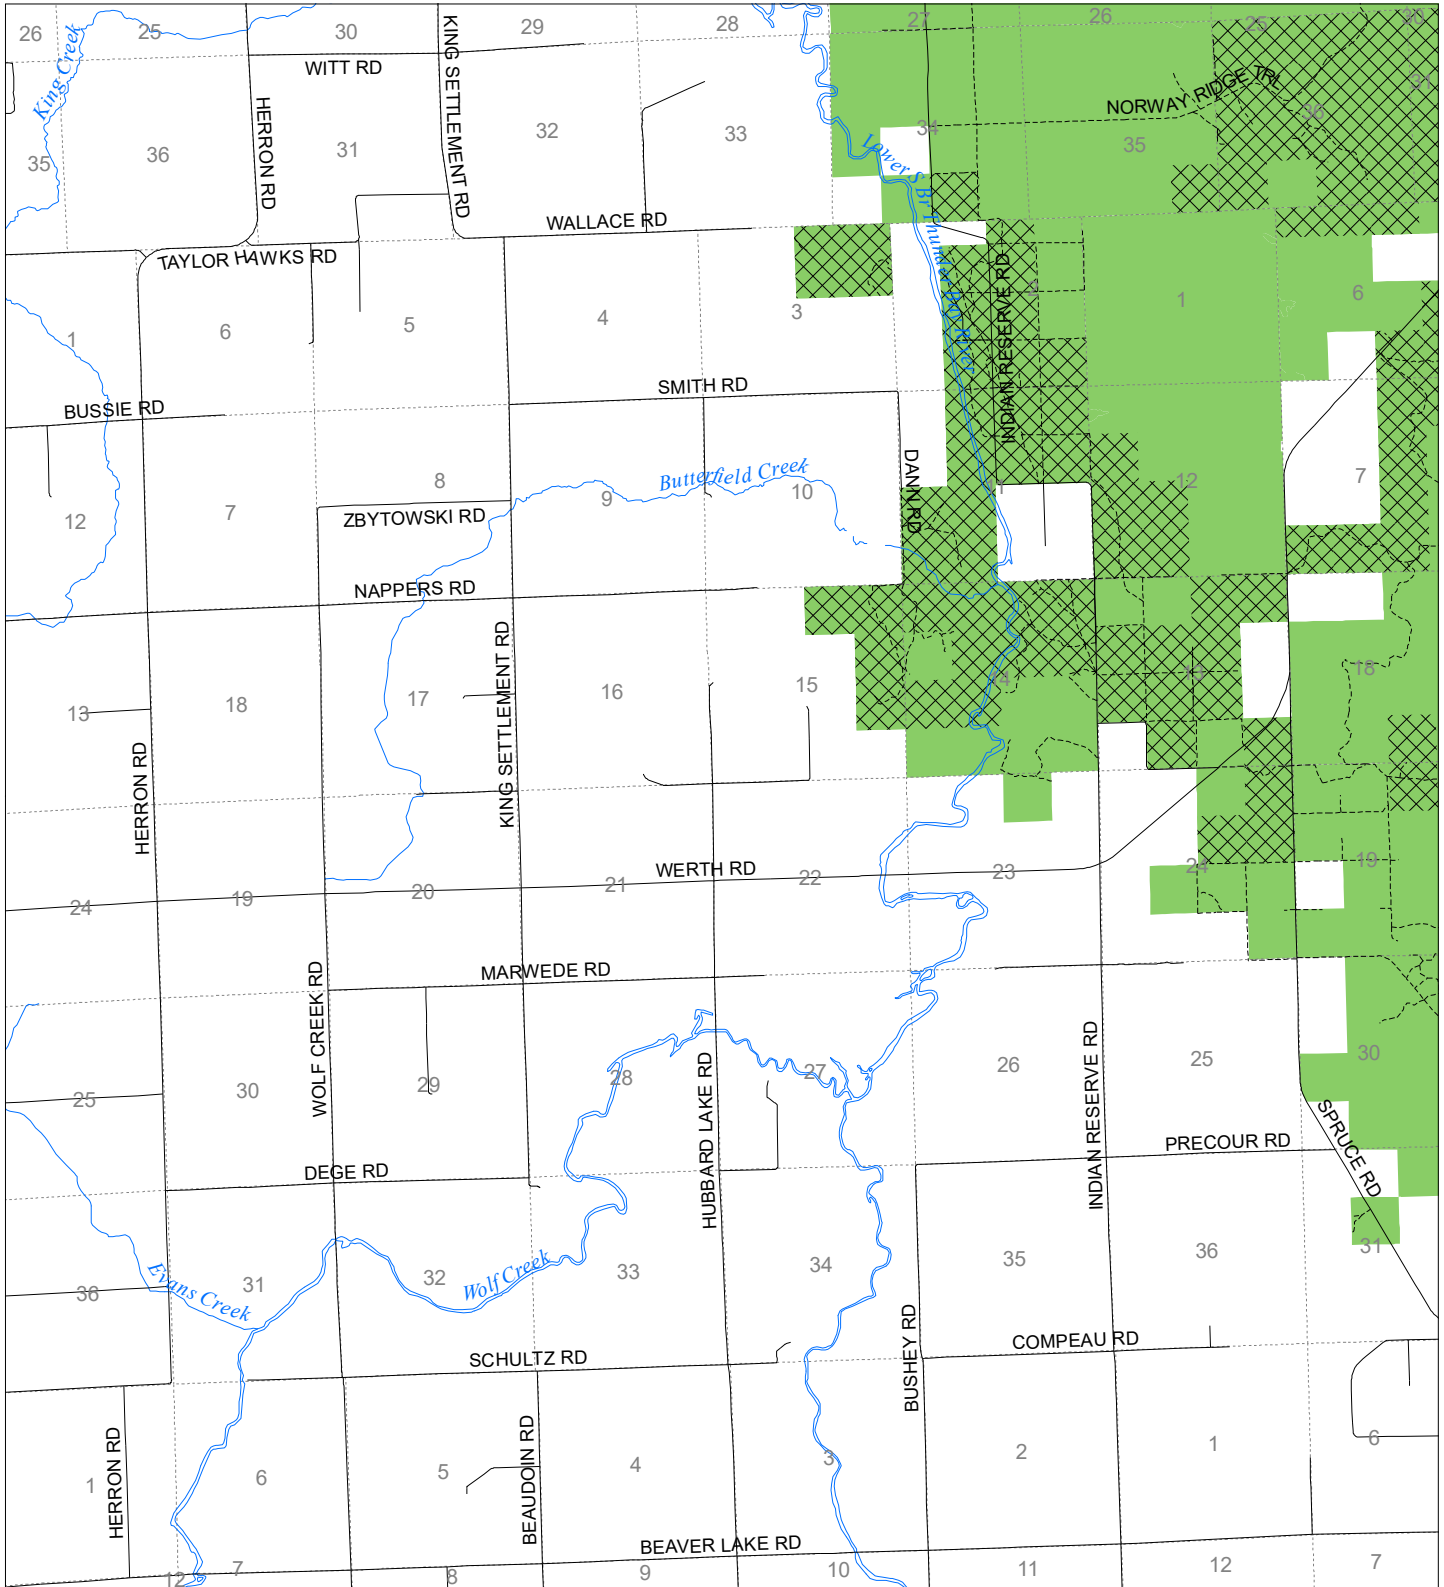 26
25
30
29
28
27
26
25
30
King Creek
WITT RD
KING SETTLEMENT RD
HERRON RD
35
36
31
32
33
34
35
36
31
NORWAY RIDGE TRL
Lower S Br Thunder Bay River
WALLACE RD
TAYLOR HAWKS RD
INDIAN RESERVE RD
1
6
5
4
3
2
1
6
SMITH RD
BUSSIE RD
DANN RD
Butterfield Creek
12
7
8
9
10
11
12
7
ZBYTOWSKI RD
NAPPERS RD
KING SETTLEMENT RD
13
18
17
16
15
14
13
18
HERRON RD
WERTH RD
24
19
20
21
22
23
24
19
MARWEDE RD
WOLF CREEK RD
HUBBARD LAKE RD
INDIAN RESERVE RD
25
30
29
28
27
26
25
30
SPRUCE RD
PRECOUR RD
DEGE RD
Evans Creek
Wolf Creek
36
31
32
33
34
35
36
31
BUSHEY RD
COMPEAU RD
SCHULTZ RD
HERRON RD
BEAUDOIN RD
1
6
5
4
3
2
1
6
BEAVER LAKE RD
12
7
8
9
10
11
12
7